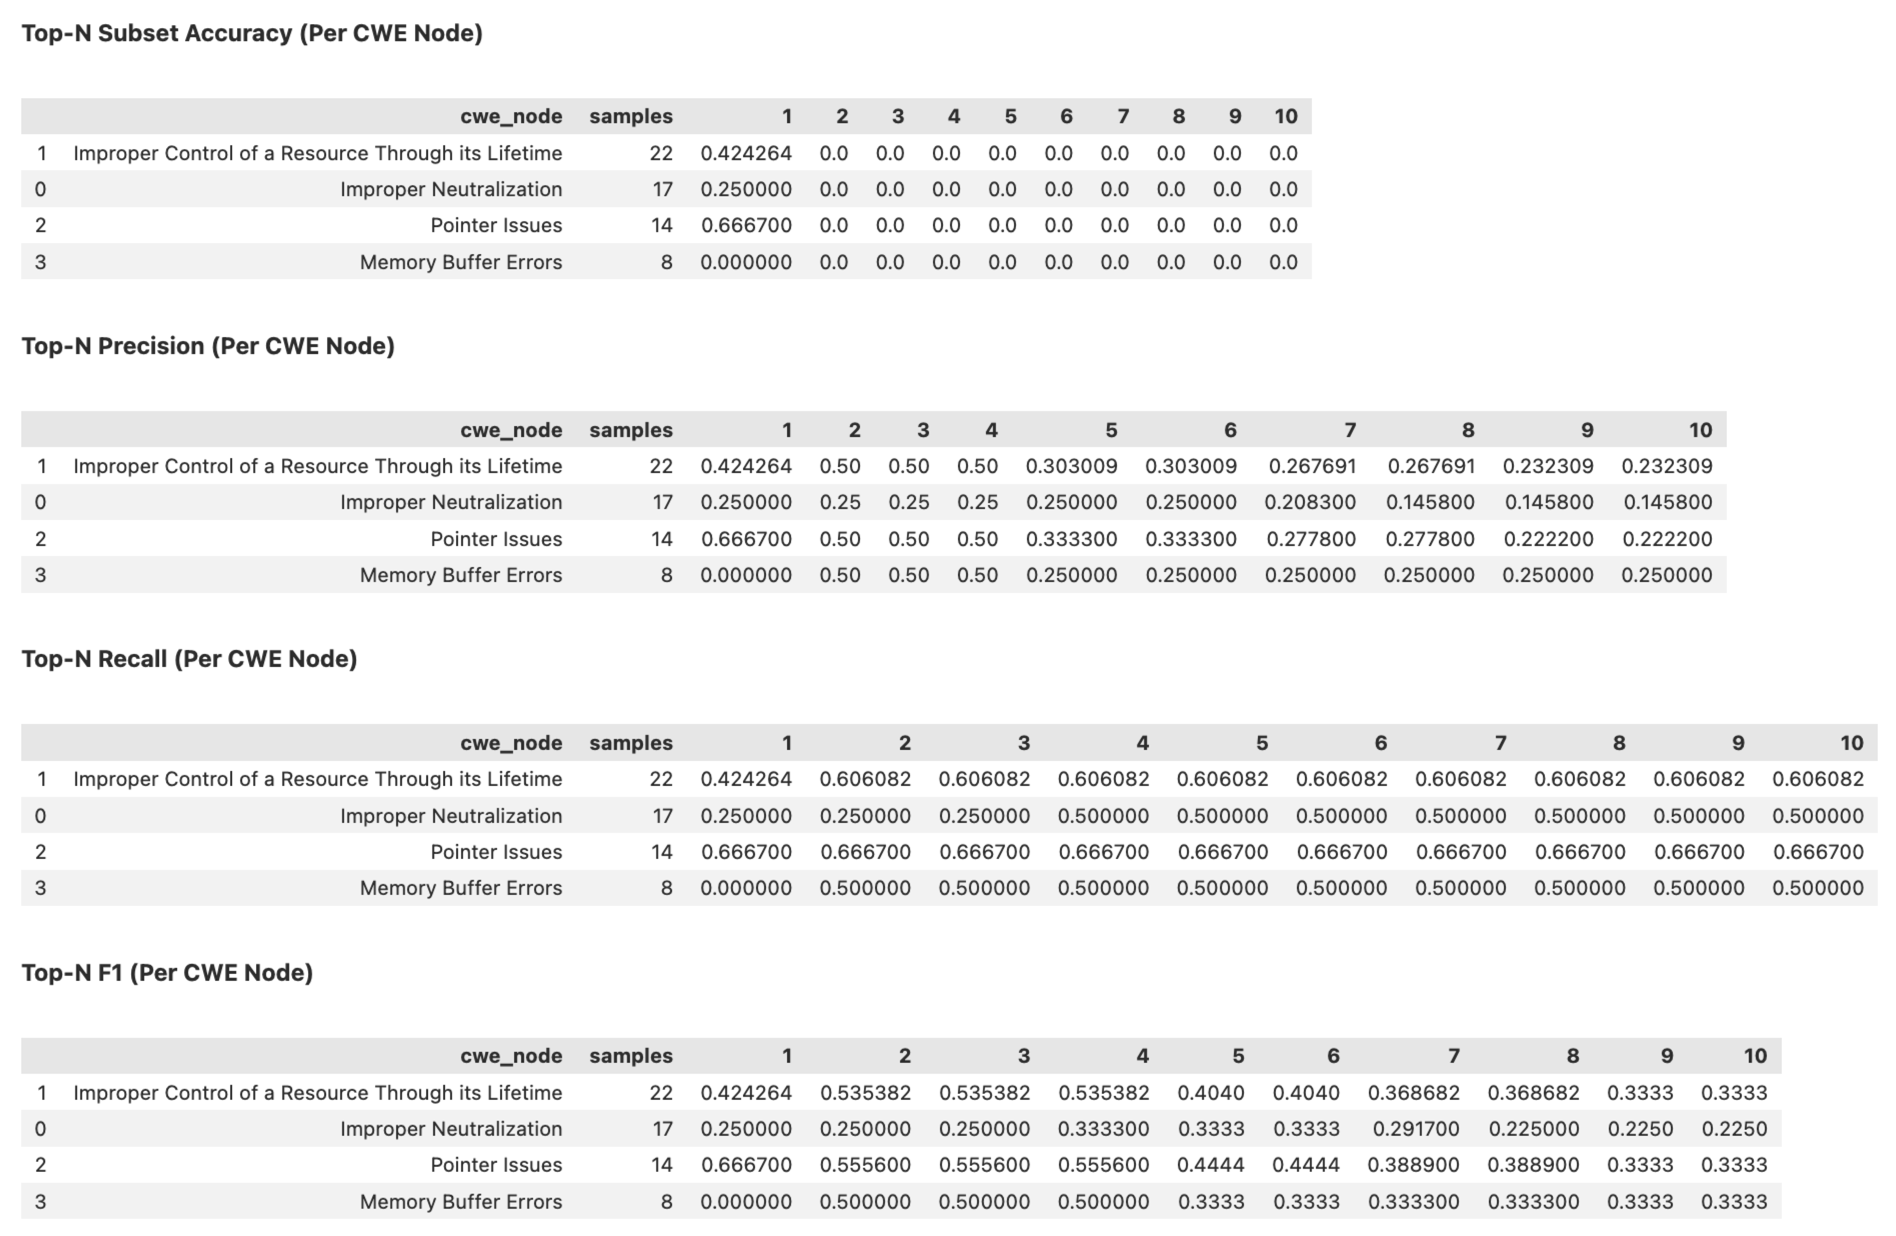 Top-N Subset Accuracy (Per CWE Node)
cwe_node samples 1 2 3 4 5 6 7 8 9 10
1 Improper Control of a Resource Through its Lifetime 22 0.424264 0.0 0.0 0.0 0.0 0.0 0.0 0.0 0.0 0.0
0 Improper Neutralization 17 0.250000 0.0 0.0 0.0 0.0 0.0 0.0 0.0 0.0 0.0
2 Pointer Issues 14 0.666700 0.0 0.0 0.0 0.0 0.0 0.0 0.0 0.0 0.0
3 Memory Buffer Errors 8 0.000000 0.0 0.0 0.0 0.0 0.0 0.0 0.0 0.0 0.0
Top-N Precision (Per CWE Node)
cwe_node samples 1 2 3 4 5 6 7 8 9 10
1 Improper Control of a Resource Through its Lifetime 22 0.424264 0.50 0.50 0.50 0.303009 0.303009 0.267691 0.267691 0.232309 0.232309
0 Improper Neutralization 17 0.250000 0.25 0.25 0.25 0.250000 0.250000 0.208300 0.145800 0.145800 0.145800
2 Pointer Issues 14 0.666700 0.50 0.50 0.50 0.333300 0.333300 0.277800 0.277800 0.222200 0.222200
3 Memory Buffer Errors 8 0.000000 0.50 0.50 0.50 0.250000 0.250000 0.250000 0.250000 0.250000 0.250000
Top-N Recall (Per CWE Node)
cwe_node samples 1 2 3 4 5 6 7 8 9 10
1 Improper Control of a Resource Through its Lifetime 22 0.424264 0.606082 0.606082 0.606082 0.606082 0.606082 0.606082 0.606082 0.606082 0.606082
0 Improper Neutralization 17 0.250000 0.250000 0.250000 0.500000 0.500000 0.500000 0.500000 0.500000 0.500000 0.500000
2 Pointer Issues 14 0.666700 0.666700 0.666700 0.666700 0.666700 0.666700 0.666700 0.666700 0.666700 0.666700
3 Memory Buffer Errors 8 0.000000 0.500000 0.500000 0.500000 0.500000 0.500000 0.500000 0.500000 0.500000 0.500000
Top-N F1 (Per CWE Node)
cwe_node samples 1 2 3 4 5 6 7 8 9 10
1 Improper Control of a Resource Through its Lifetime 22 0.424264 0.535382 0.535382 0.535382 0.4040 0.4040 0.368682 0.368682 0.3333 0.3333
0 Improper Neutralization 17 0.250000 0.250000 0.250000 0.333300 0.3333 0.3333 0.291700 0.225000 0.2250 0.2250
2 Pointer Issues 14 0.666700 0.555600 0.555600 0.555600 0.4444 0.4444 0.388900 0.388900 0.3333 0.3333
3 Memory Buffer Errors 8 0.000000 0.500000 0.500000 0.500000 0.3333 0.3333 0.333300 0.333300 0.3333 0.3333